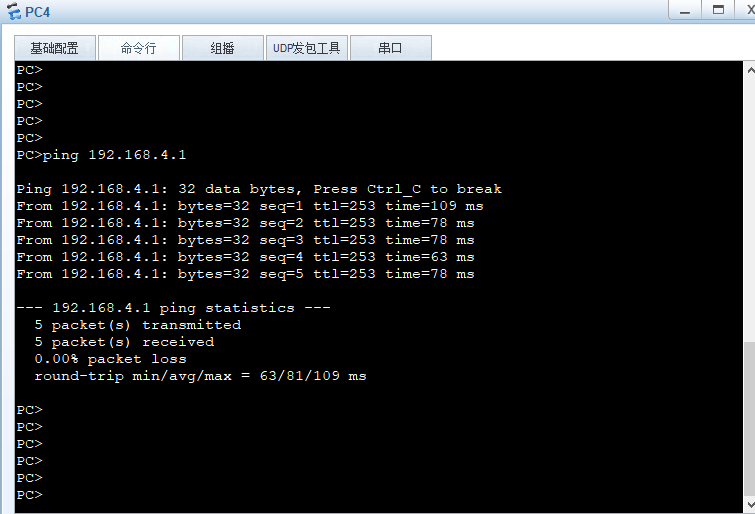 PC4
基础配置 命令行 组播 UDP发包工具 串口
PC>
PC>
PC>
PC>
PC>
PC>ping 192.168.4.1
Ping 192.168.4.1: 32 data bytes, Press Ctrl_C to break
From 192.168.4.1: bytes=32 seq=1 ttl=253 time=109 ms
From 192.168.4.1: bytes=32 seq=2 ttl=253 time=78 ms
From 192.168.4.1: bytes=32 seq=3 ttl=253 time=78 ms
From 192.168.4.1: bytes=32 seq=4 ttl=253 time=63 ms
From 192.168.4.1: bytes=32 seq=5 ttl=253 time=78 ms
--- 192.168.4.1 ping statistics ---
5 packet(s) transmitted
5 packet(s) received
0.00% packet loss
round-trip min/avg/max = 63/81/109 ms
PC>
PC>
PC>
PC>
PC>
PC>